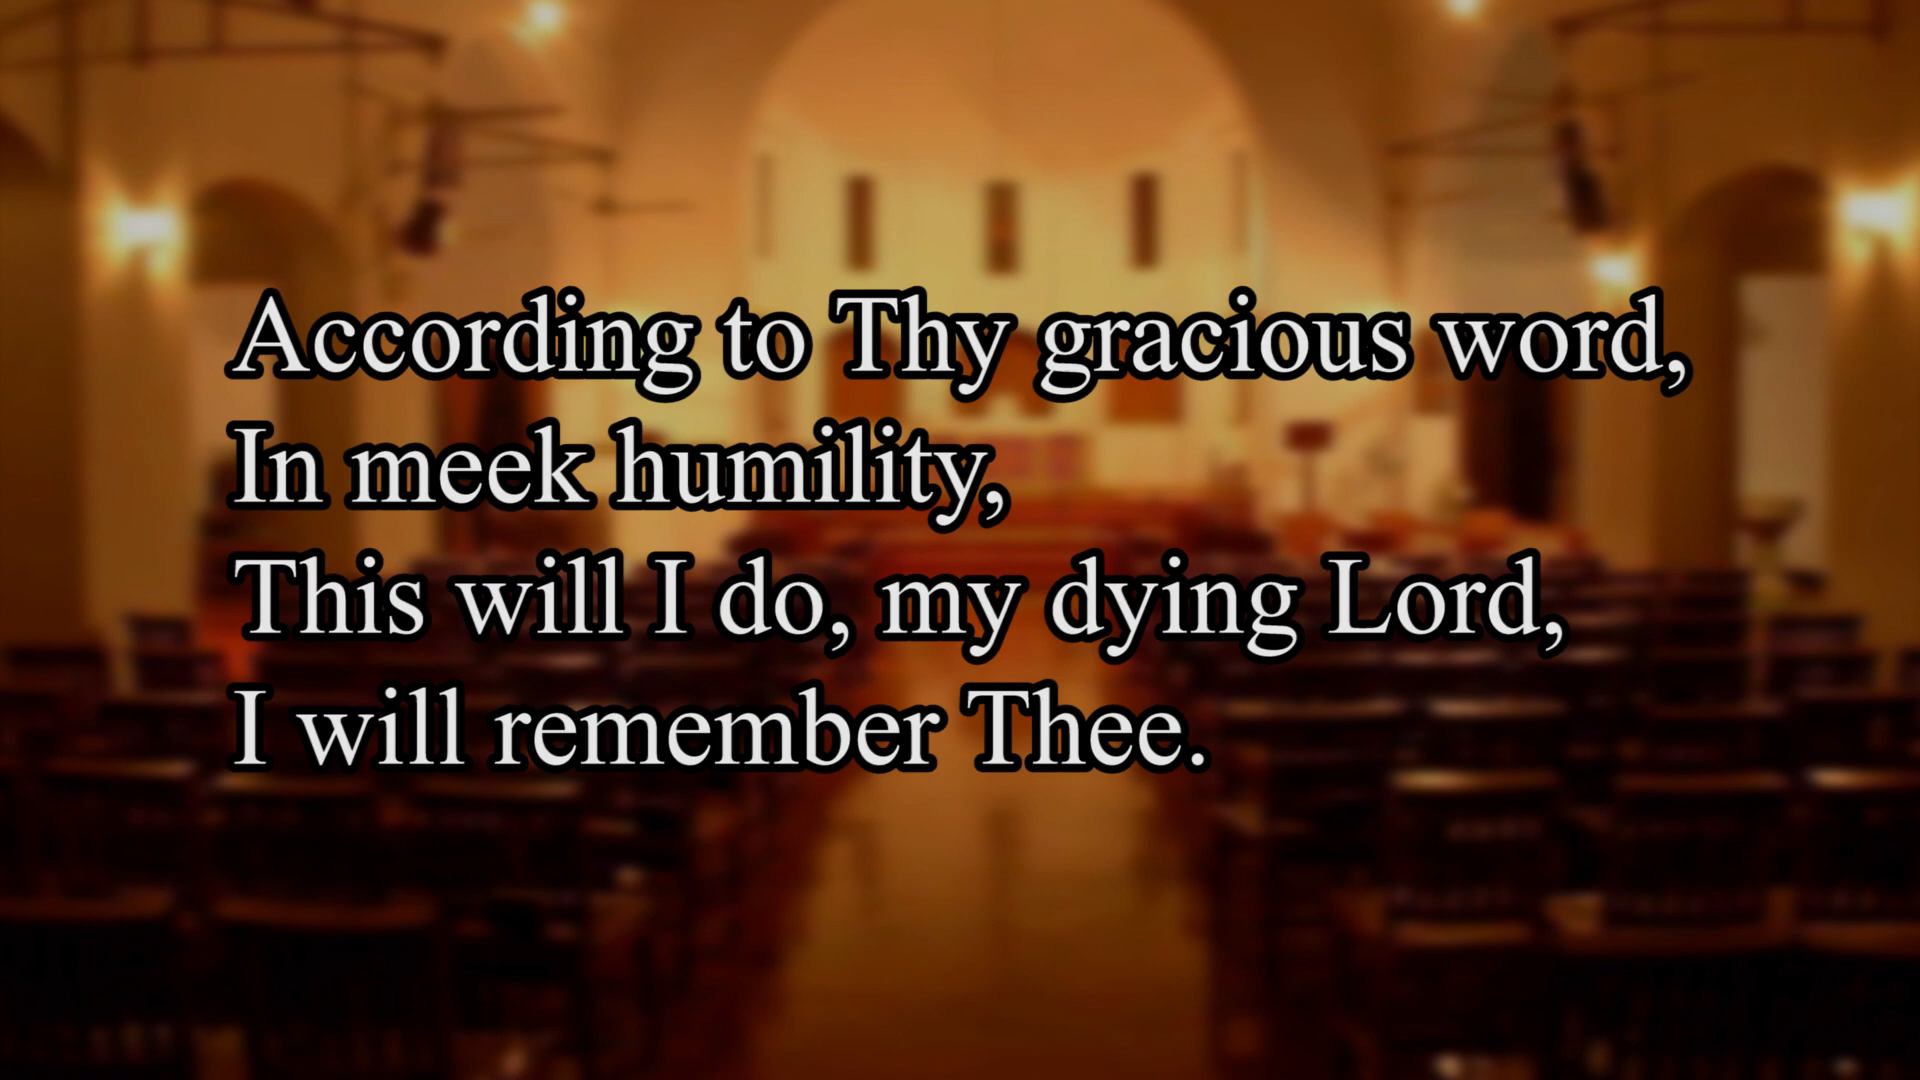 According to Thy gracious word,
In meek humility,
This will I do, my dying Lord,
I will remember Thee.